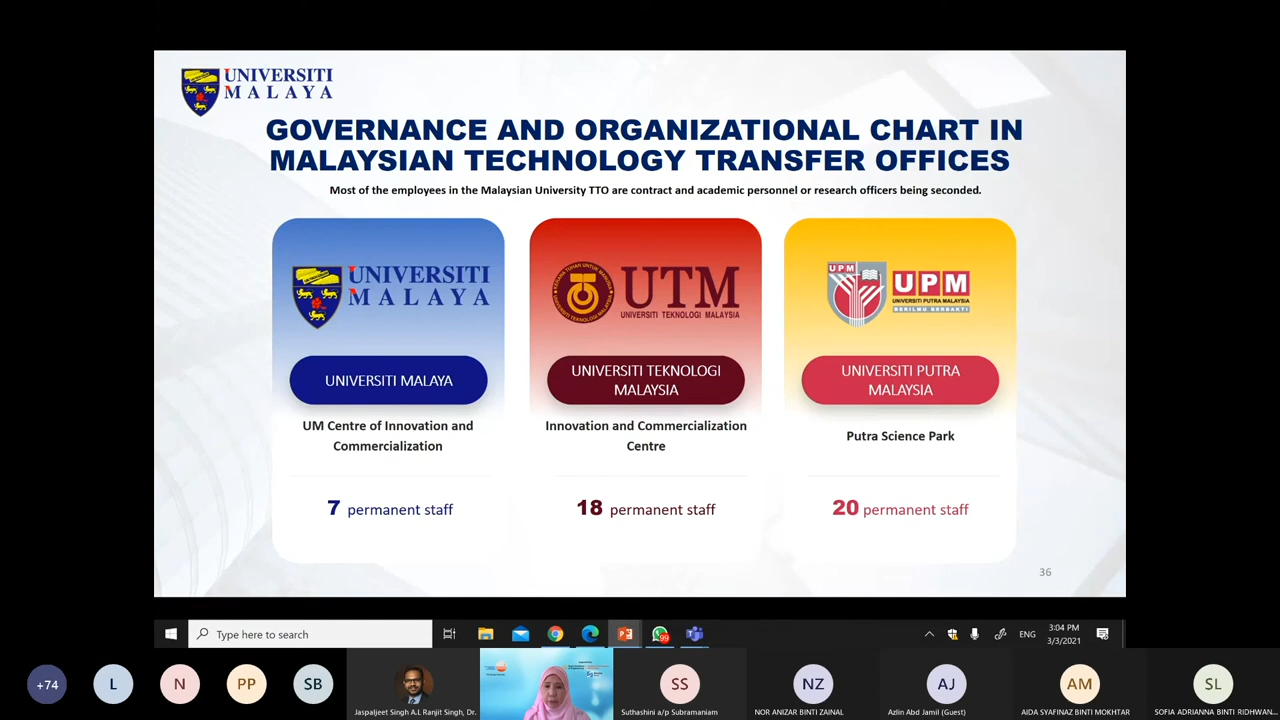 UNIVERSITI
MALAYA
GOVERNANCE AND ORGANIZATIONAL CHART IN
MALAYSIAN TECHNOLOGY TRANSFER OFFICES
Most of the employees in the Malaysian University TTO are contract and academic personnel or research officers being seconded.
UNIVERSITI
MALAYA
UNIVERSITI MALAYA
UM Centre of Innovation and
Commercialization
7 permanent staff
UTM
UNIVERSITI TEKNOLOGI MALAYSIA
UNIVERSITI TEKNOLOGI
MALAYSIA
Innovation and Commercialization
Centre
18 permanent staff
UPM
UPM
UNIVERSITI PUTRA MALAYSIA
BERILMU BERBAKTI
UNIVERSITI PUTRA
MALAYSIA
Putra Science Park
20 permanent staff
36
Type here to search
99
ENG
3:04 PM
3/3/2021
+74
L
N
PP
SB
Jaspaljeet Singh A.L Ranjit Singh, Dr.
SS
Suthashini a/p Subramaniam
NZ
NOR ANIZAR BINTI ZAINAL
AJ
Azlin Abd Jamil (Guest)
AM
AIDA SYAFINAZ BINTI MOKHTAR
SL
SOFIA ADRIANNA BINTI RIDHWAN...